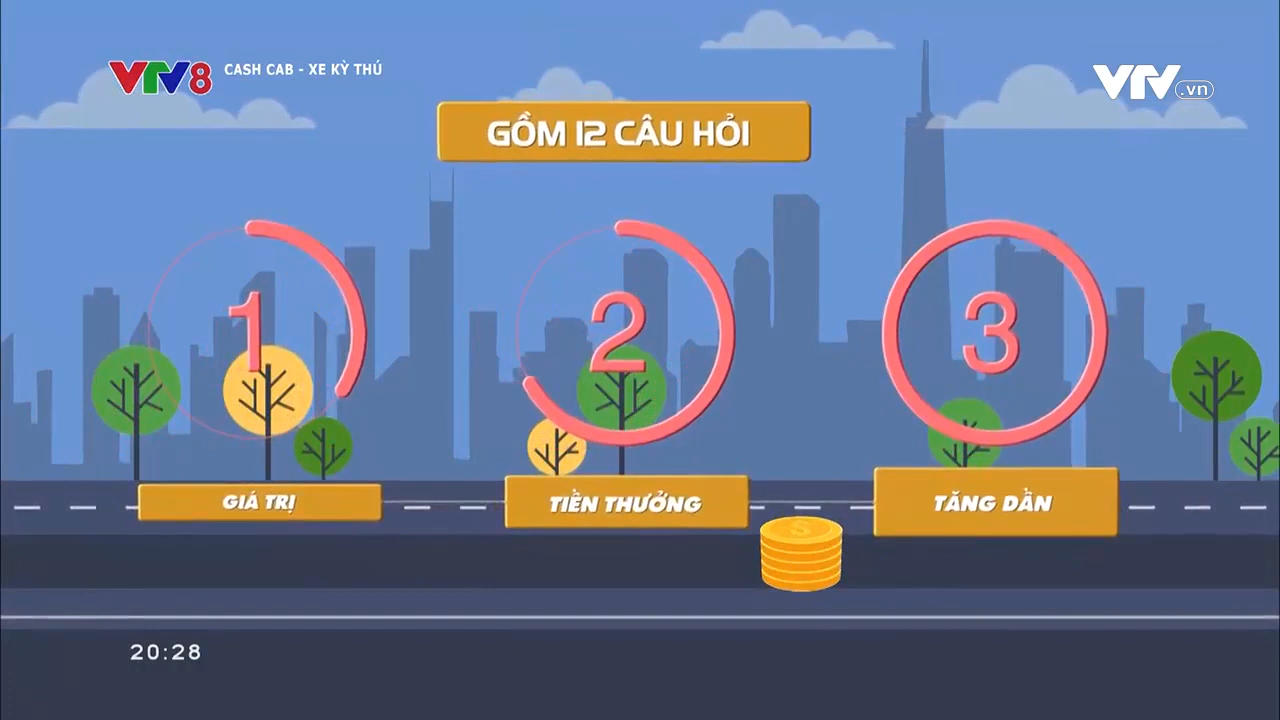 VTV8 CASH CAB - XE KỲ THÚ
VTV.vn
GỒM 12 CÂU HỎI
1
2
3
GIÁ TRỊ
TIỀN THƯỞNG
TĂNG DẦN
$
20:28